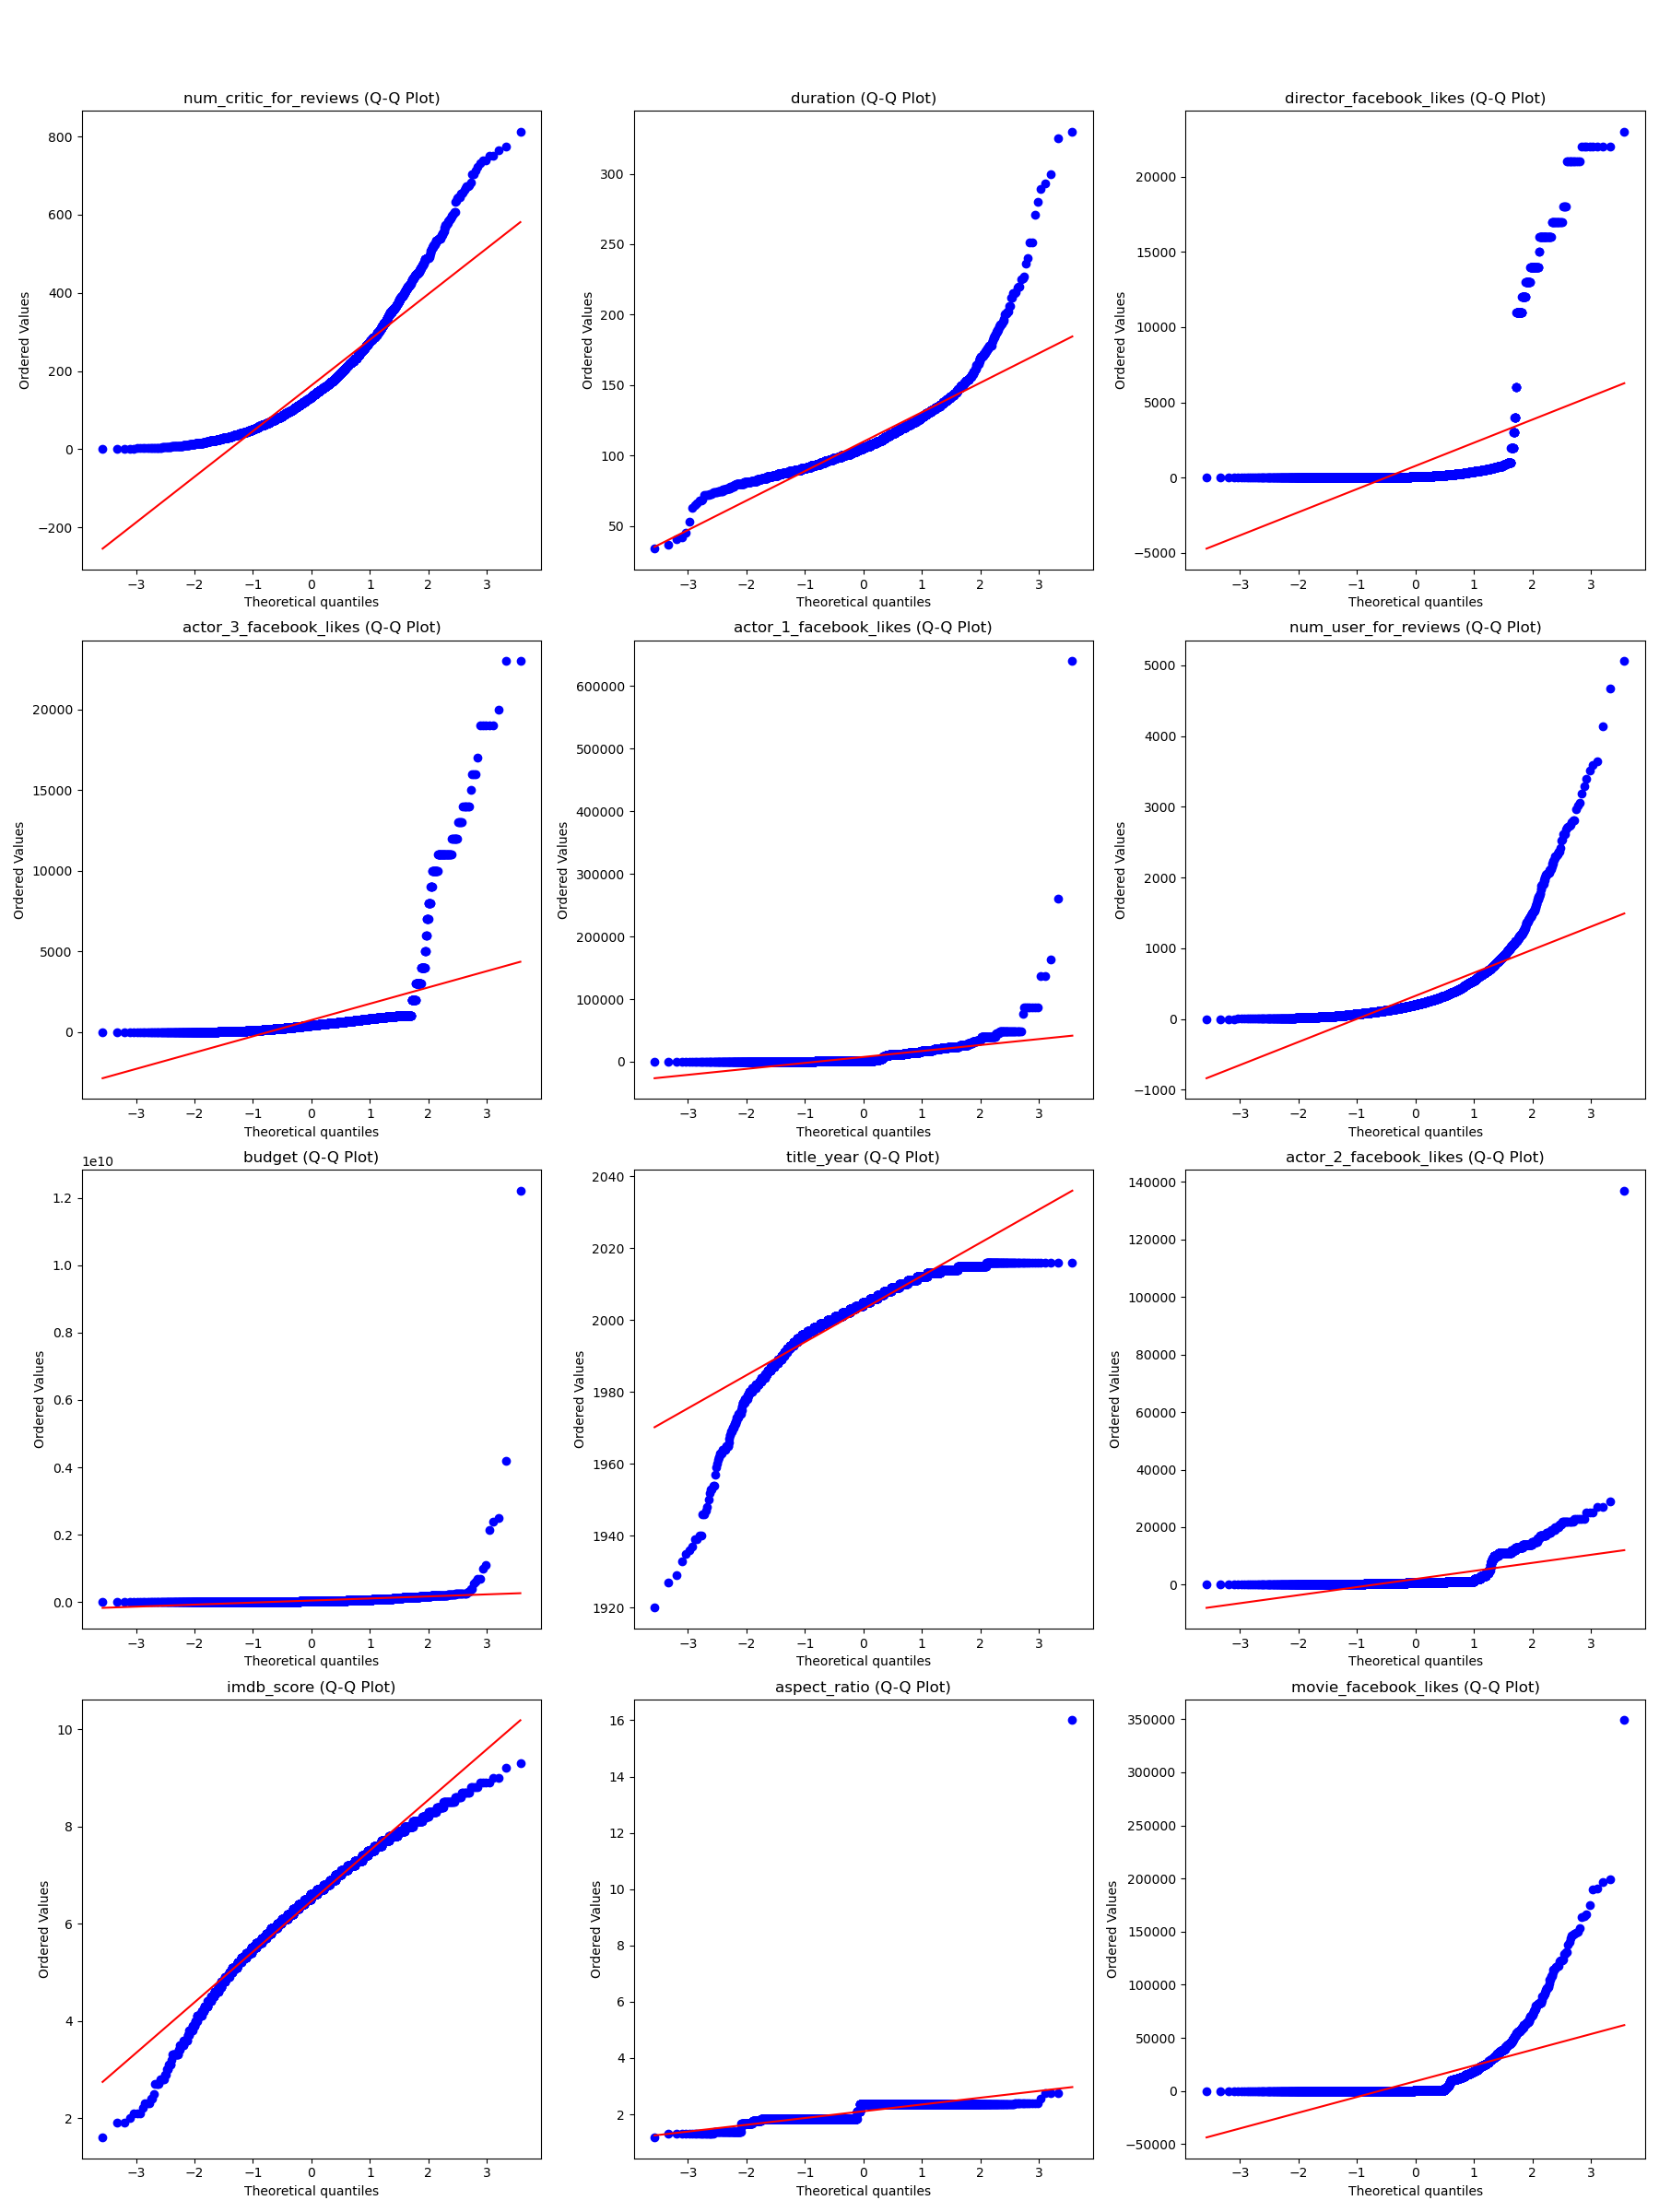 num_critic_for_reviews (Q-Q Plot)
Ordered Values
800
600
400
200
0
−200
−3 −2 −1 0 1 2 3
Theoretical quantiles
duration (Q-Q Plot)
Ordered Values
300
250
200
150
100
50
−3 −2 −1 0 1 2 3
Theoretical quantiles
director_facebook_likes (Q-Q Plot)
Ordered Values
20000
15000
10000
5000
0
−5000
−3 −2 −1 0 1 2 3
Theoretical quantiles
actor_3_facebook_likes (Q-Q Plot)
Ordered Values
20000
15000
10000
5000
0
−3 −2 −1 0 1 2 3
Theoretical quantiles
actor_1_facebook_likes (Q-Q Plot)
Ordered Values
600000
500000
400000
300000
200000
100000
0
−3 −2 −1 0 1 2 3
Theoretical quantiles
num_user_for_reviews (Q-Q Plot)
Ordered Values
5000
4000
3000
2000
1000
0
−1000
−3 −2 −1 0 1 2 3
Theoretical quantiles
budget (Q-Q Plot)
1e10
Ordered Values
1.2
1.0
0.8
0.6
0.4
0.2
0.0
−3 −2 −1 0 1 2 3
Theoretical quantiles
title_year (Q-Q Plot)
Ordered Values
2040
2020
2000
1980
1960
1940
1920
−3 −2 −1 0 1 2 3
Theoretical quantiles
actor_2_facebook_likes (Q-Q Plot)
Ordered Values
140000
120000
100000
80000
60000
40000
20000
0
−3 −2 −1 0 1 2 3
Theoretical quantiles
imdb_score (Q-Q Plot)
Ordered Values
10
8
6
4
2
−3 −2 −1 0 1 2 3
Theoretical quantiles
aspect_ratio (Q-Q Plot)
Ordered Values
16
14
12
10
8
6
4
2
−3 −2 −1 0 1 2 3
Theoretical quantiles
movie_facebook_likes (Q-Q Plot)
Ordered Values
350000
300000
250000
200000
150000
100000
50000
0
−50000
−3 −2 −1 0 1 2 3
Theoretical quantiles